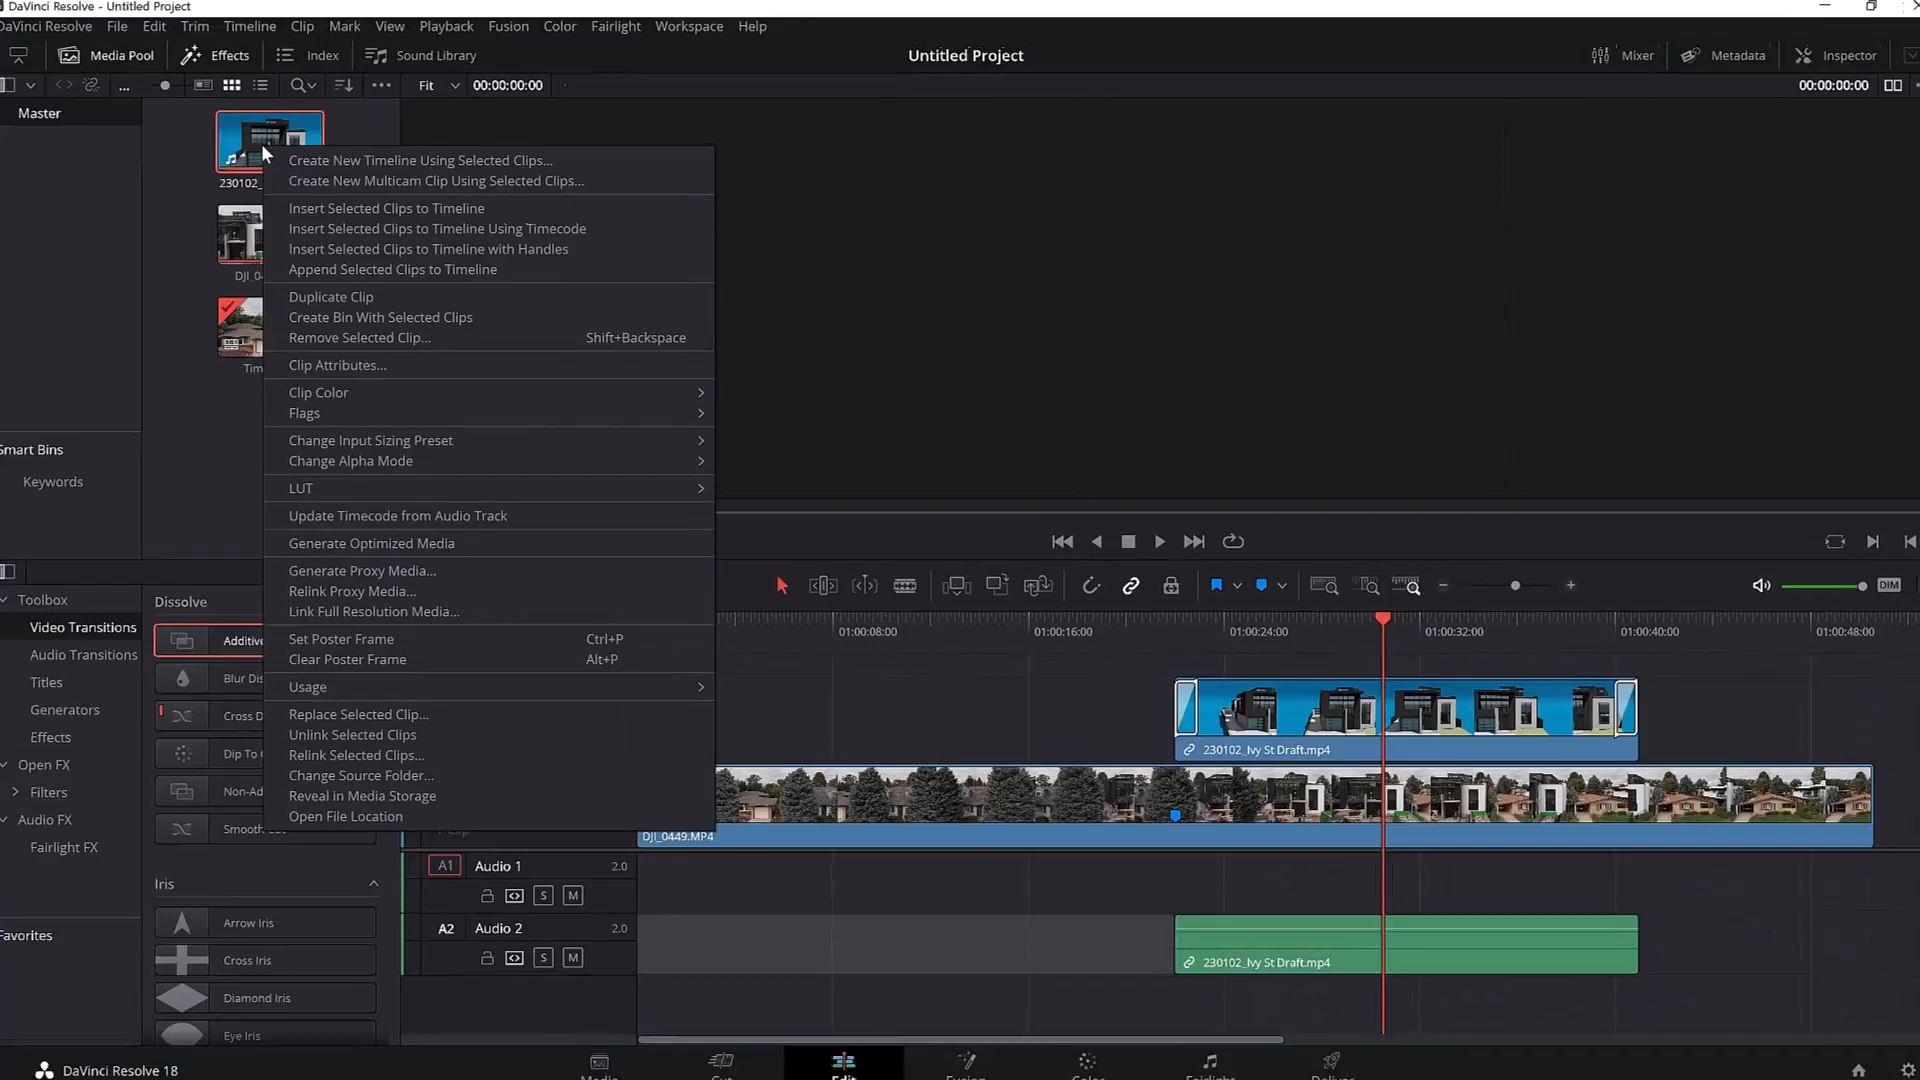 DaVinci Resolve - Untitled Project
DaVinci Resolve File Edit Trim Timeline Clip Mark View Playback Fusion Color Fairlight Workspace Help
Media Pool Effects Index Sound Library Untitled Project Mixer Metadata Inspector
... Fit 00:00:00:00 00:00:00:00
Master
230102_
Create New Timeline Using Selected Clips...
Create New Multicam Clip Using Selected Clips...
Insert Selected Clips to Timeline
Insert Selected Clips to Timeline Using Timecode
Insert Selected Clips to Timeline with Handles
Append Selected Clips to Timeline
DJI_0
Duplicate Clip
Create Bin With Selected Clips
Remove Selected Clip... Shift+Backspace
Clip Attributes...
Tim
Clip Color
Flags
Change Input Sizing Preset
Change Alpha Mode
Smart Bins
Keywords
LUT
Update Timecode from Audio Track
Generate Optimized Media
Generate Proxy Media...
Relink Proxy Media...
Link Full Resolution Media...
Set Poster Frame Ctrl+P
Clear Poster Frame Alt+P
Usage
Replace Selected Clip...
Unlink Selected Clips
Relink Selected Clips...
Change Source Folder...
Reveal in Media Storage
Open File Location
DIM
Toolbox
Video Transitions
Audio Transitions
Titles
Generators
Effects
Open FX
Filters
Audio FX
Fairlight FX
Favorites
Dissolve
Additive
Blur Di
Cross D
Dip To
Non-Ad
Smooth Cut
Iris
Arrow Iris
Cross Iris
Diamond Iris
Eye Iris
01:00:08:00 01:00:16:00 01:00:24:00 01:00:32:00 01:00:40:00 01:00:48:00
230102_Ivy St Draft.mp4
1 Clip
DJI_0449.MP4
A1 Audio 1 2.0
S M
A2 Audio 2 2.0
S M
230102_Ivy St Draft.mp4
DaVinci Resolve 18
Media Cut Edit Fusion Color Fairlight Deliver